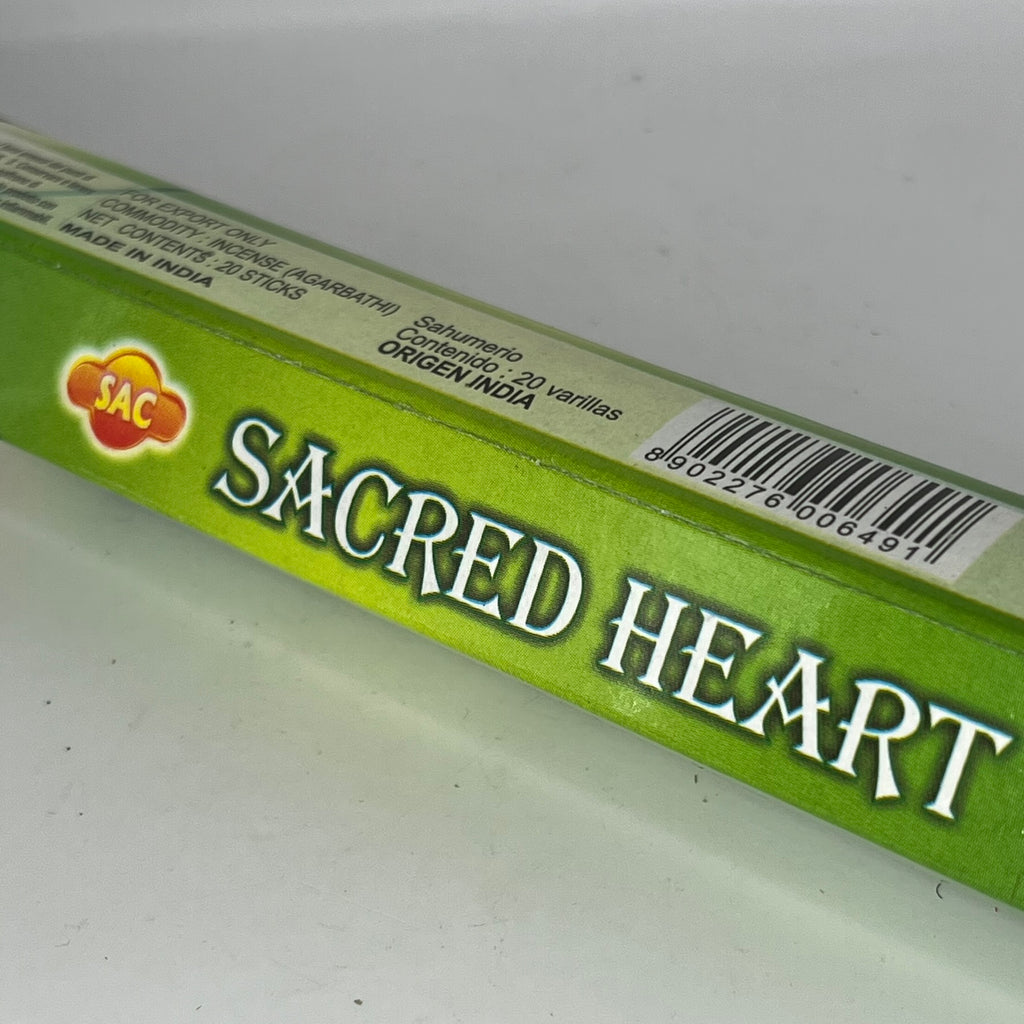 FOR EXPORT ONLY
COMMODITY : INCENSE (AGARBATHI)
NET CONTENTS : 20 STICKS
MADE IN INDIA
Sahumerio
Contenido : 20 varillas
ORIGEN INDIA
8 902276 006491
SAC
SACRED HEART